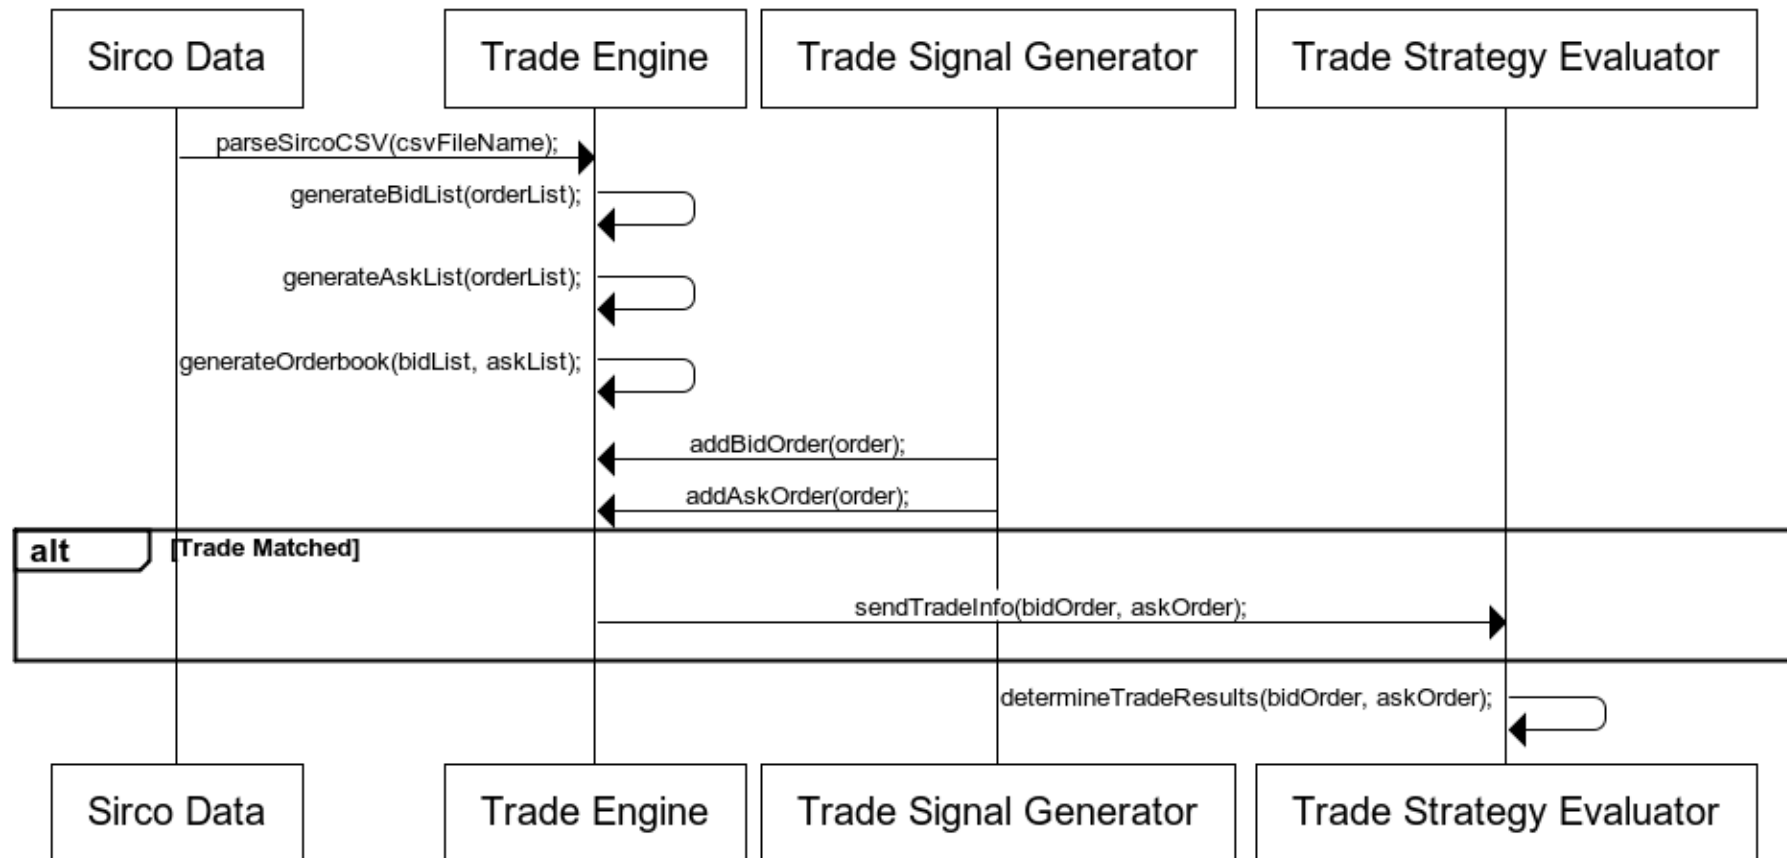 Sirco Data
Trade Engine
Trade Signal Generator
Trade Strategy Evaluator
parseSircoCSV(csvFileName);
generateBidList(orderList);
generateAskList(orderList);
generateOrderbook(bidList, askList);
addBidOrder(order);
addAskOrder(order);
alt
[Trade Matched]
sendTradeInfo(bidOrder, askOrder);
determineTradeResults(bidOrder, askOrder);
Sirco Data
Trade Engine
Trade Signal Generator
Trade Strategy Evaluator